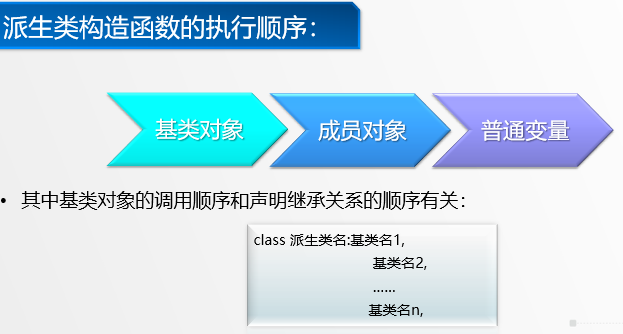 派生类构造函数的执行顺序：
基类对象
成员对象
普通变量
• 其中基类对象的调用顺序和声明继承关系的顺序有关：
class 派生类名:基类名1,
基类名2,
……
基类名n,